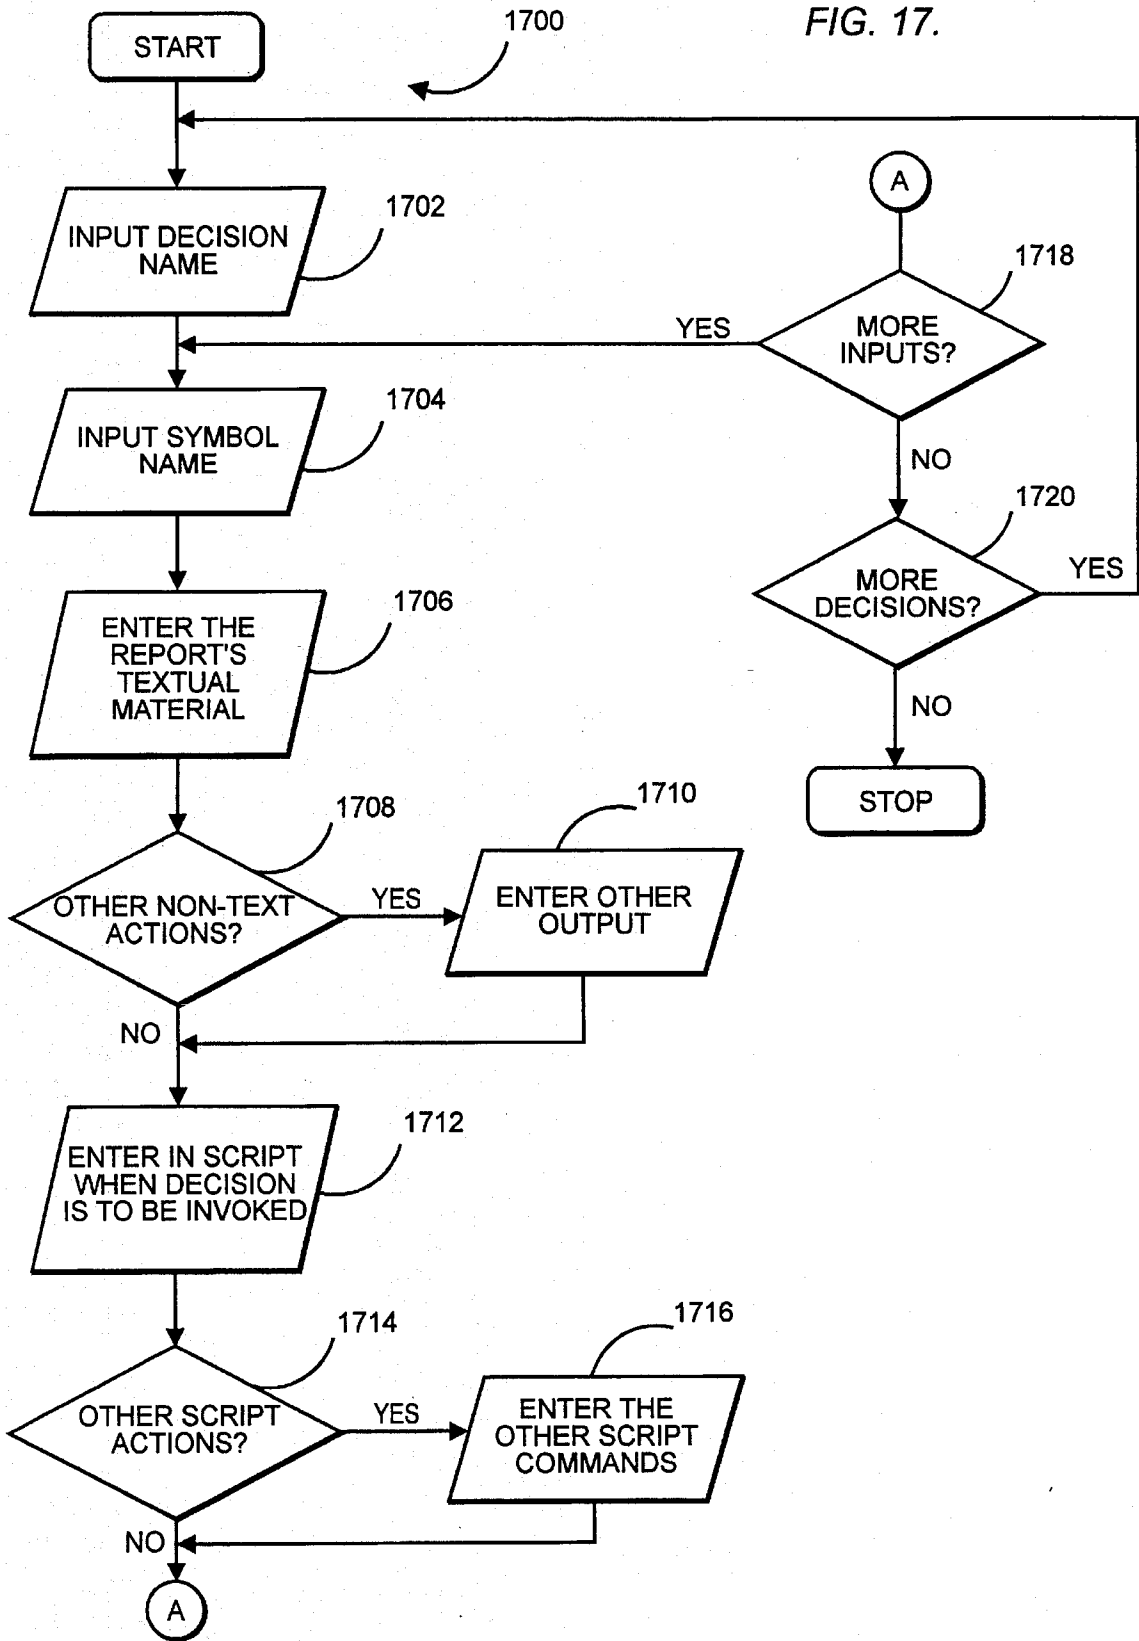 FIG. 17.
1700
START
1702
INPUT DECISION
NAME
1704
INPUT SYMBOL
NAME
1706
ENTER THE
REPORT'S
TEXTUAL
MATERIAL
1708
OTHER NON-TEXT
ACTIONS?
YES
1710
ENTER OTHER
OUTPUT
NO
1712
ENTER IN SCRIPT
WHEN DECISION
IS TO BE INVOKED
1714
OTHER SCRIPT
ACTIONS?
YES
1716
ENTER THE
OTHER SCRIPT
COMMANDS
NO
A
A
1718
MORE
INPUTS?
YES
NO
1720
MORE
DECISIONS?
YES
NO
STOP